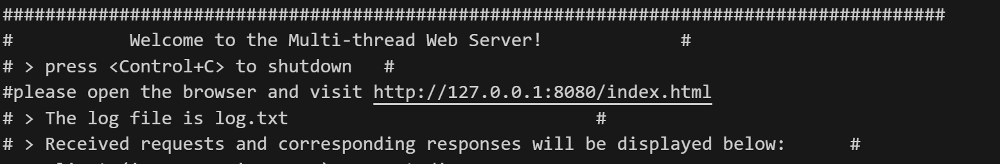 #########################################################################################
#           Welcome to the Multi-thread Web Server!             #
# > press <Control+C> to shutdown   #
#please open the browser and visit http://127.0.0.1:8080/index.html
# > The log file is log.txt                             #
# > Received requests and corresponding responses will be displayed below:      #